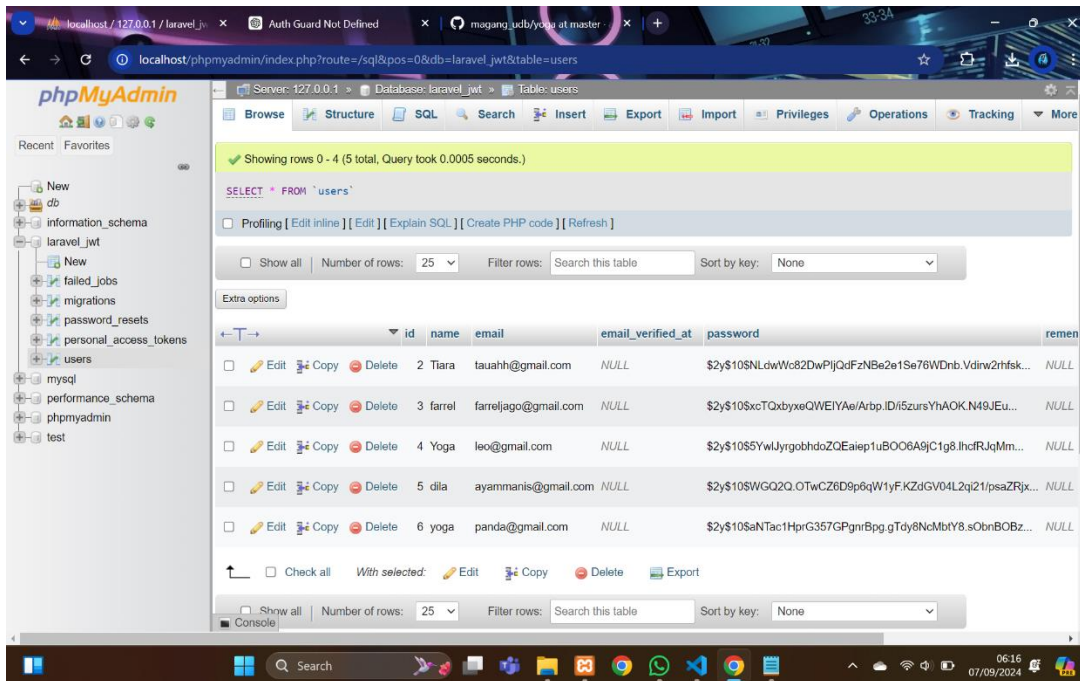 localhost / 127.0.0.1 / laravel_jw
Auth Guard Not Defined
magang_udb/yoga at master ·
33-34
localhost/phpmyadmin/index.php?route=/sql&pos=0&db=laravel_jwt&table=users
phpMyAdmin
Recent Favorites
New
db
information_schema
laravel_jwt
New
failed_jobs
migrations
password_resets
personal_access_tokens
users
mysql
performance_schema
phpmyadmin
test
Server: 127.0.0.1 » Database: laravel_jwt » Table: users
Browse Structure SQL Search Insert Export Import Privileges Operations Tracking More
Showing rows 0 - 4 (5 total, Query took 0.0005 seconds.)
SELECT * FROM `users`
Profiling [ Edit inline ] [ Edit ] [ Explain SQL ] [ Create PHP code ] [ Refresh ]
Show all Number of rows: 25 Filter rows: Search this table Sort by key: None
Extra options
id name email email_verified_at password remen
Edit Copy Delete 2 Tiara tauahh@gmail.com NULL NULL
Edit Copy Delete 3 farrel farreljago@gmail.com NULL NULL
Edit Copy Delete 4 Yoga leo@gmail.com NULL NULL
Edit Copy Delete 5 dila ayammanis@gmail.com NULL NULL
Edit Copy Delete 6 yoga panda@gmail.com NULL NULL
Check all With selected: Edit Copy Delete Export
Show all Number of rows: 25 Filter rows: Search this table Sort by key: None
Console
Search
06:16
07/09/2024